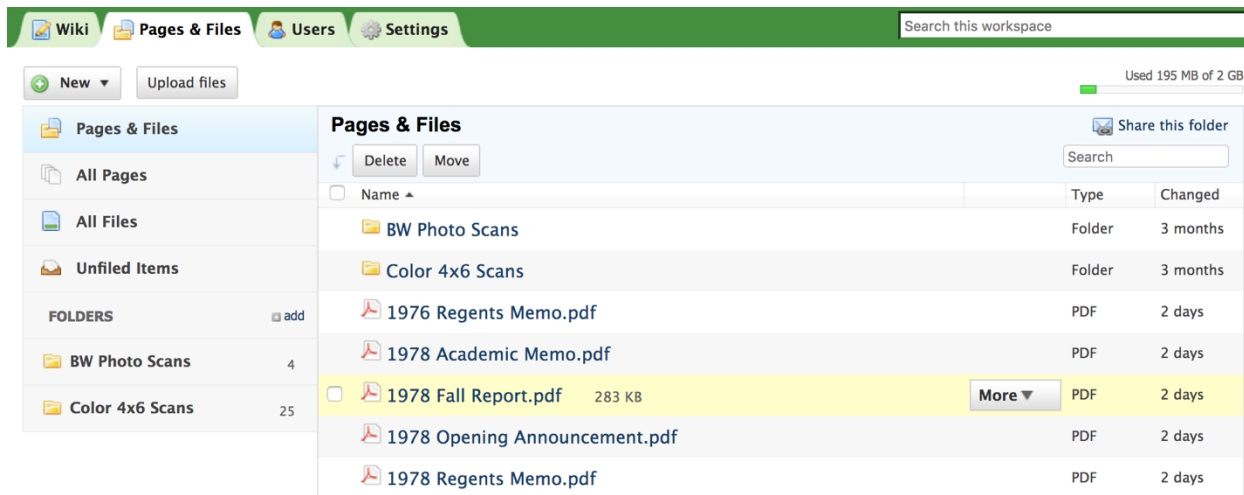 Wiki Pages & Files Users Settings Search this workspace
New ▼ Upload files Used 195 MB of 2 GB
Pages & Files
All Pages
All Files
Unfiled Items
FOLDERS add
BW Photo Scans 4
Color 4x6 Scans 25
Pages & Files Share this folder
Delete Move Search
Name ▲ Type Changed
BW Photo Scans Folder 3 months
Color 4x6 Scans Folder 3 months
1976 Regents Memo.pdf PDF 2 days
1978 Academic Memo.pdf PDF 2 days
1978 Fall Report.pdf 283 KB More ▼ PDF 2 days
1978 Opening Announcement.pdf PDF 2 days
1978 Regents Memo.pdf PDF 2 days